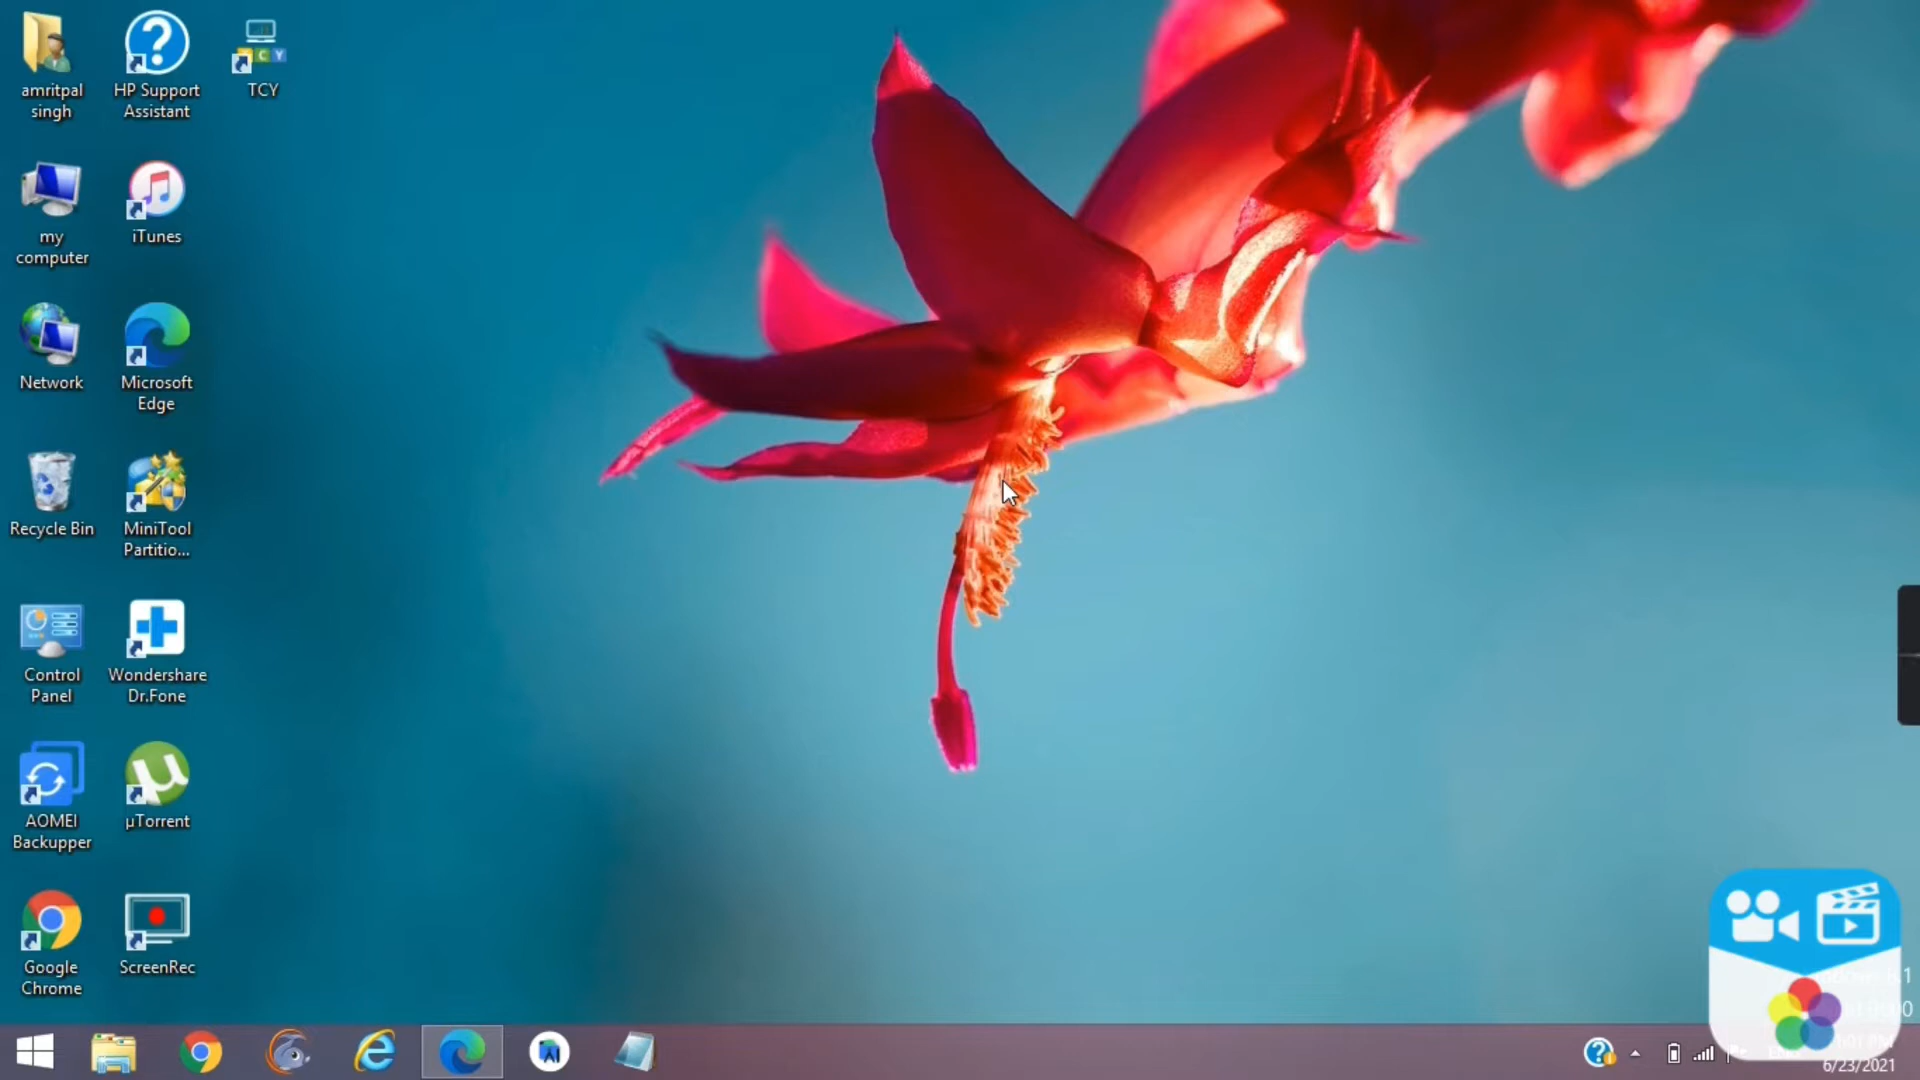 amritpal
singh
HP Support
Assistant
TCY
my
computer
iTunes
Network
Microsoft
Edge
Recycle Bin
MiniTool
Partitio...
Control
Panel
Wondershare
Dr.Fone
AOMEI
Backupper
µTorrent
Google
Chrome
ScreenRec
AI
6/23/2021